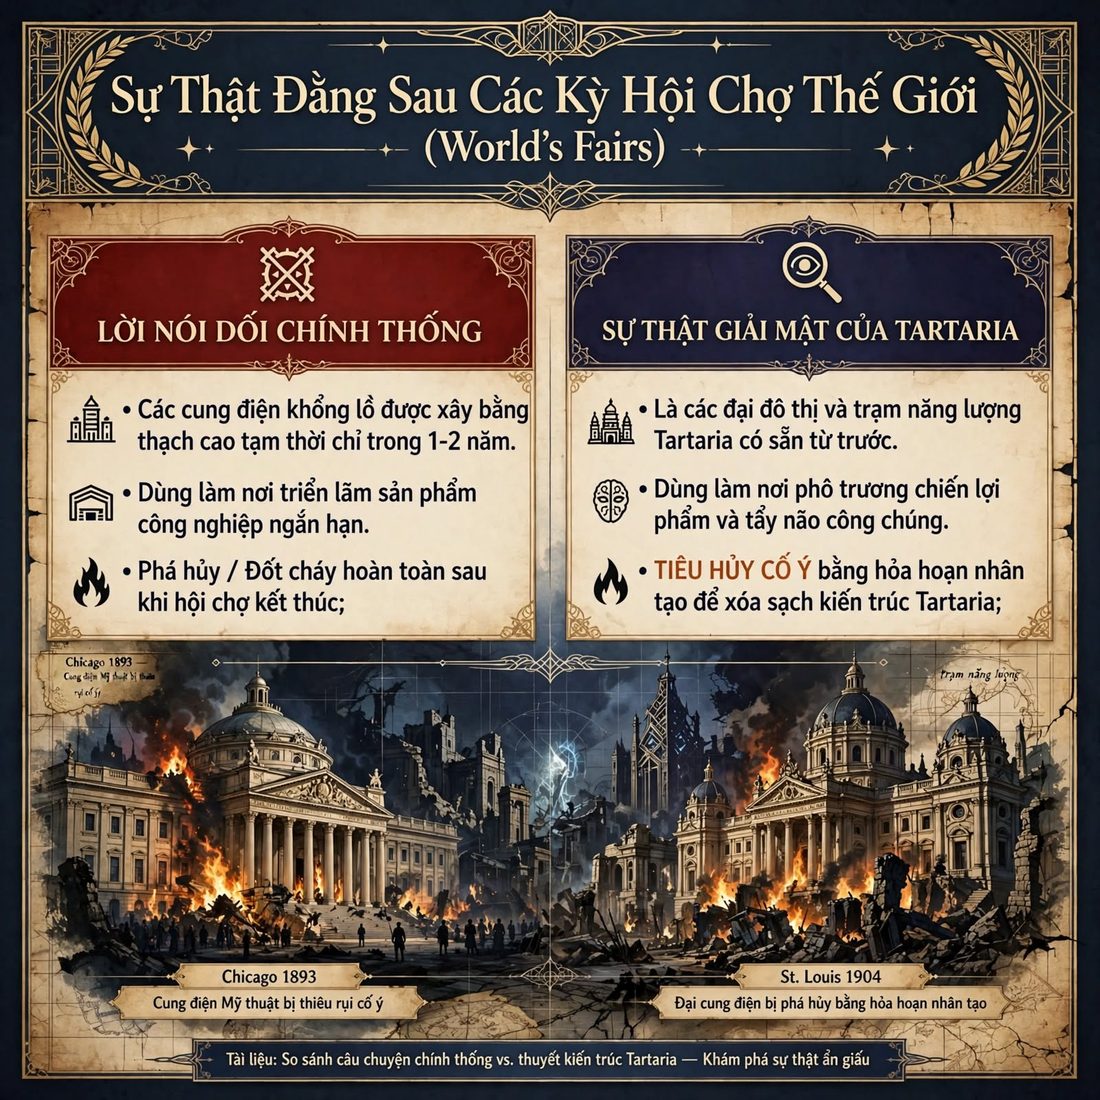 Sự Thật Đằng Sau Các Kỳ Hội Chợ Thế Giới
(World's Fairs)
LỜI NÓI DỐI CHÍNH THỐNG
• Các cung điện khổng lồ được xây bằng
thạch cao tạm thời chỉ trong 1-2 năm.
• Dùng làm nơi triển lãm sản phẩm
công nghiệp ngắn hạn.
• Phá hủy / Đốt cháy hoàn toàn sau
khi hội chợ kết thúc;
SỰ THẬT GIẢI MẬT CỦA TARTARIA
• Là các đại đô thị và trạm năng lượng
Tartaria có sẵn từ trước.
• Dùng làm nơi phô trương chiến lợi
phẩm và tẩy não công chúng.
• TIÊU HỦY CỐ Ý bằng hỏa hoạn nhân
tạo để xóa sạch kiến trúc Tartaria;
Chicago 1893 —
Cung điện Mỹ thuật bị thiêu
rụi cố ý
Trạm năng lượng
Chicago 1893
Cung điện Mỹ thuật bị thiêu rụi cố ý
St. Louis 1904
Đại cung điện bị phá hủy bằng hỏa hoạn nhân tạo
Tài liệu: So sánh câu chuyện chính thống vs. thuyết kiến trúc Tartaria — Khám phá sự thật ẩn giấu